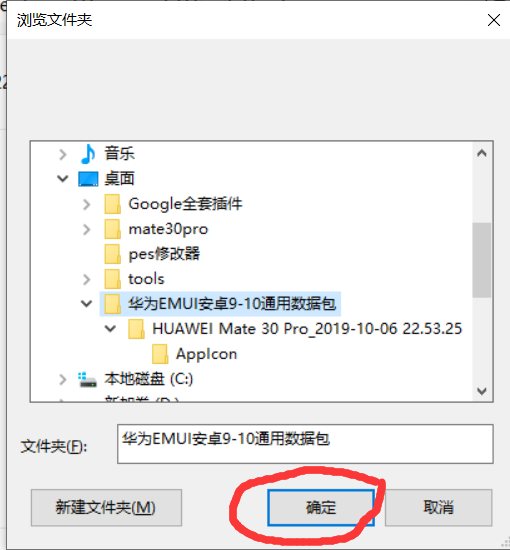 浏览文件夹
音乐
桌面
Google全套插件
mate30pro
pes修改器
tools
华为EMUI安卓9-10通用数据包
HUAWEI Mate 30 Pro_2019-10-06 22.53.25
AppIcon
本地磁盘 (C:)
文件夹(F):
华为EMUI安卓9-10通用数据包
新建文件夹(M)
确定
取消